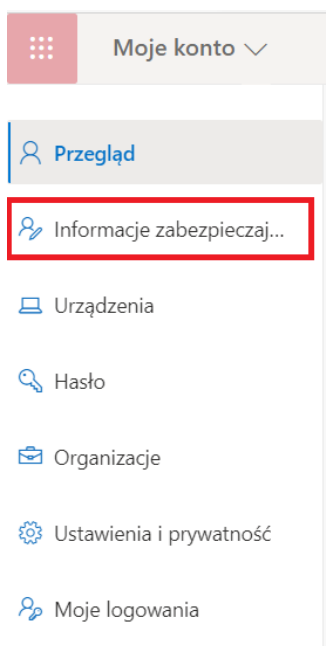 Moje konto
Przegląd
Informacje zabezpieczaj...
Urządzenia
Hasło
Organizacje
Ustawienia i prywatność
Moje logowania